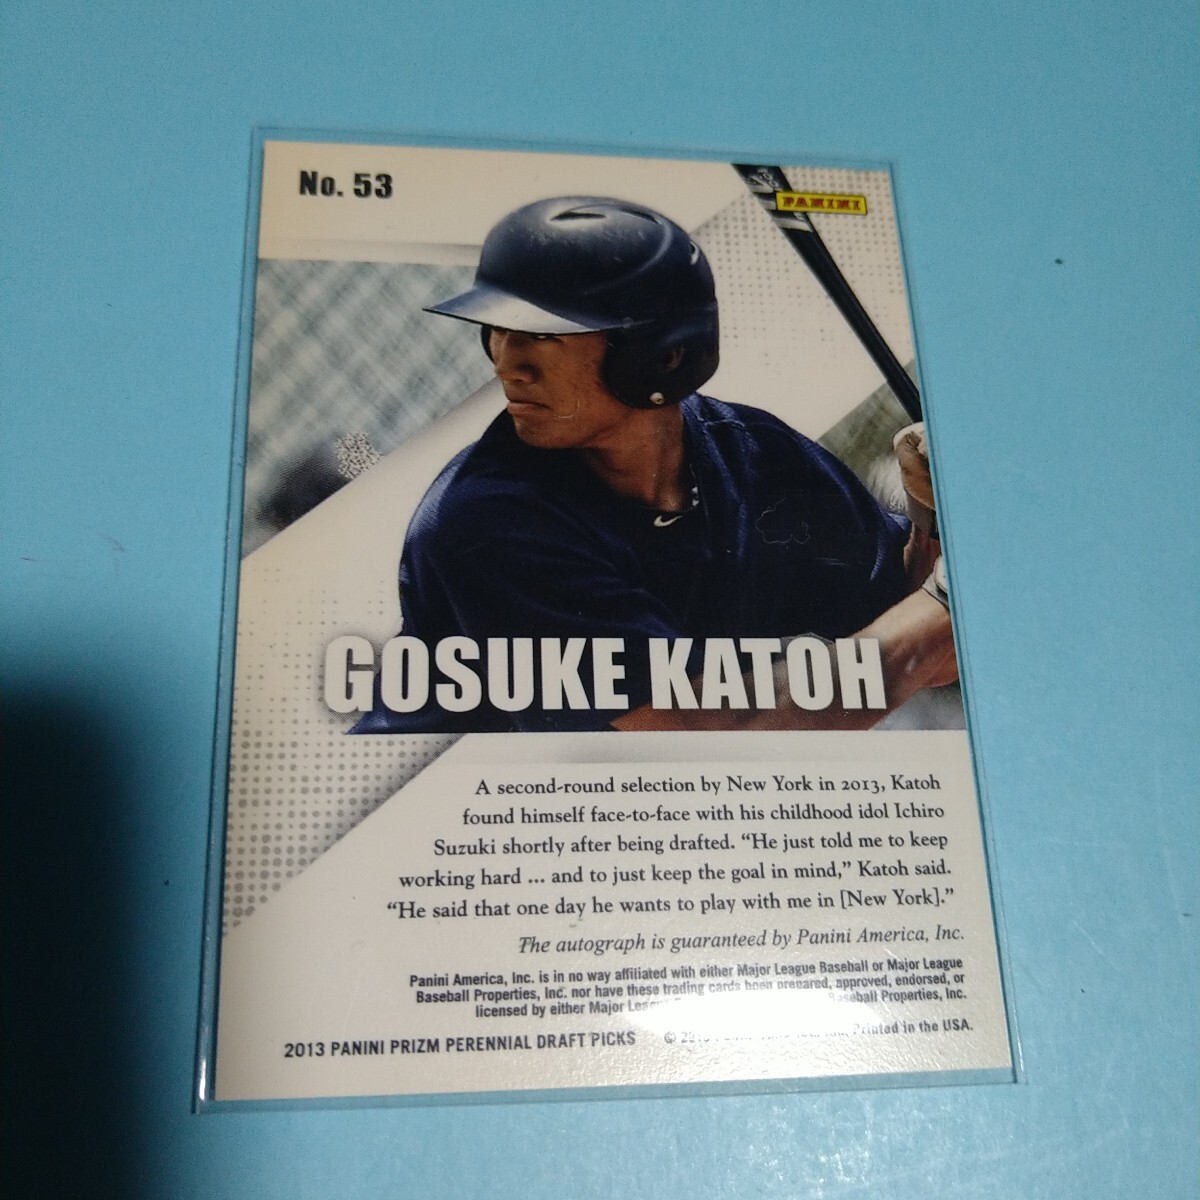 No. 53
PANINI
GOSUKE KATOH
A second-round selection by New York in 2013, Katoh
found himself face-to-face with his childhood idol Ichiro
Suzuki shortly after being drafted. “He just told me to keep
working hard ... and to just keep the goal in mind,” Katoh said.
“He said that one day he wants to play with me in [New York].”
The autograph is guaranteed by Panini America, Inc.
Panini America, Inc. is in no way affiliated with either Major League Baseball or Major League
Baseball Properties, Inc. nor have these trading cards been prepared, approved, endorsed, or
licensed by either Major Baseball Properties, Inc.
2013 PANINI PRIZM PERENNIAL DRAFT PICKS © Printed in the USA.